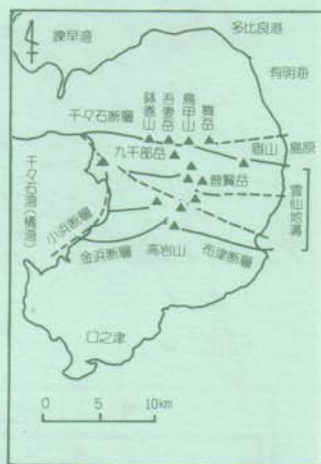 多比良港
諫早湾
有明海
鉢巻山
吾妻岳
鳥甲山
舞岳
千々石断層
眉山
島原
九千部岳
普賢岳
千々石湾(橘湾)
雲仙地溝
小浜断層
金浜断層
高岩山
布津断層
口之津
0 5 10km